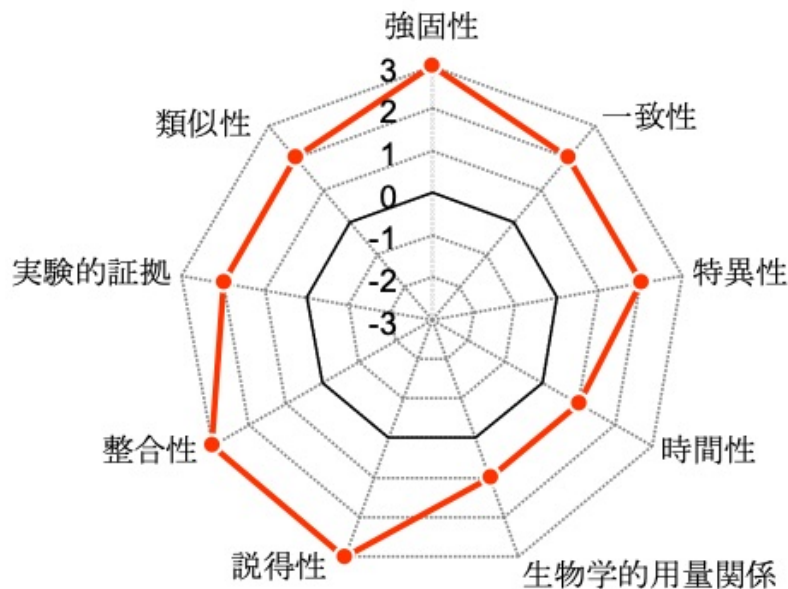 強固性
3
2
1
0
-1
-2
-3
一致性
特異性
時間性
生物学的用量関係
説得性
整合性
実験的証拠
類似性